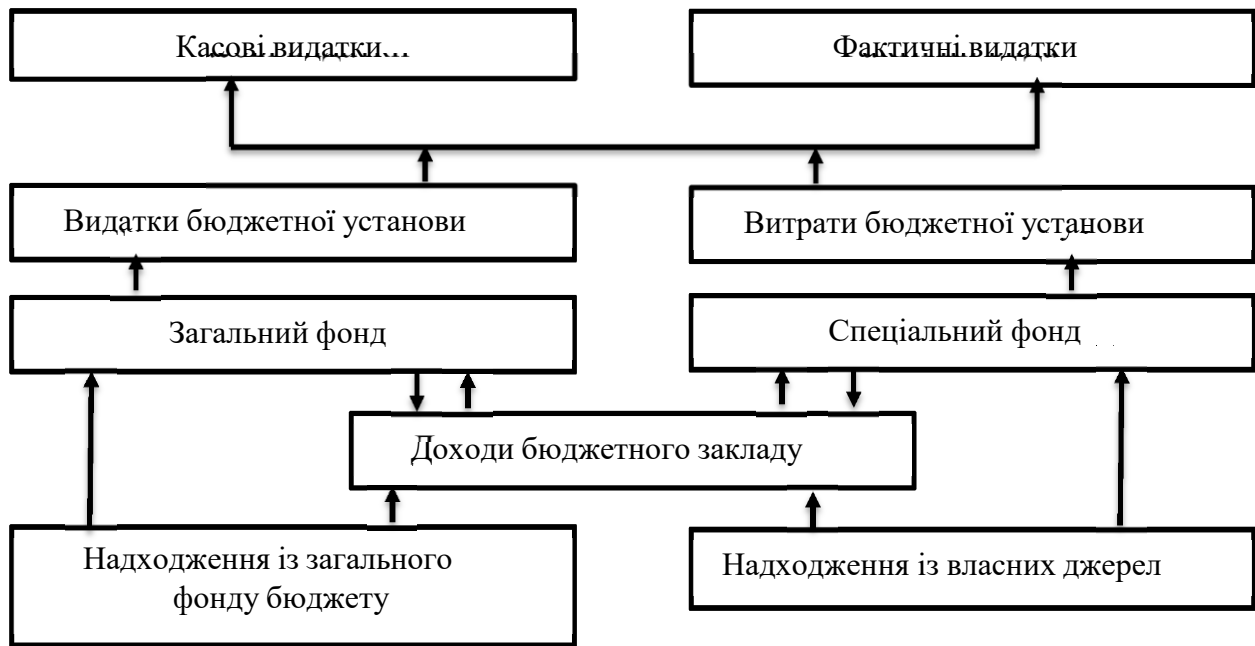 Касові видатки...
Фактичні видатки
Видатки бюджетної установи
Витрати бюджетної установи
Загальний фонд
Спеціальний фонд
Доходи бюджетного закладу
Надходження із загального
фонду бюджету
Надходження із власних джерел